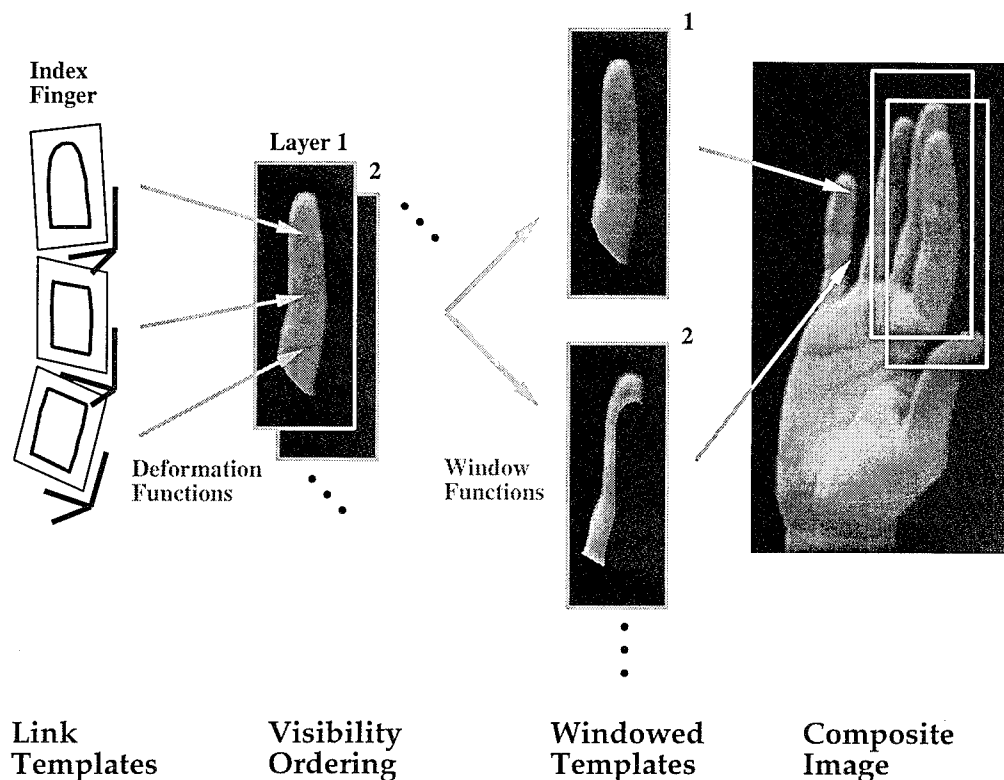 Index
Finger
Layer 1
2
1
2
Deformation
Functions
Window
Functions
Link
Templates
Visibility
Ordering
Windowed
Templates
Composite
Image